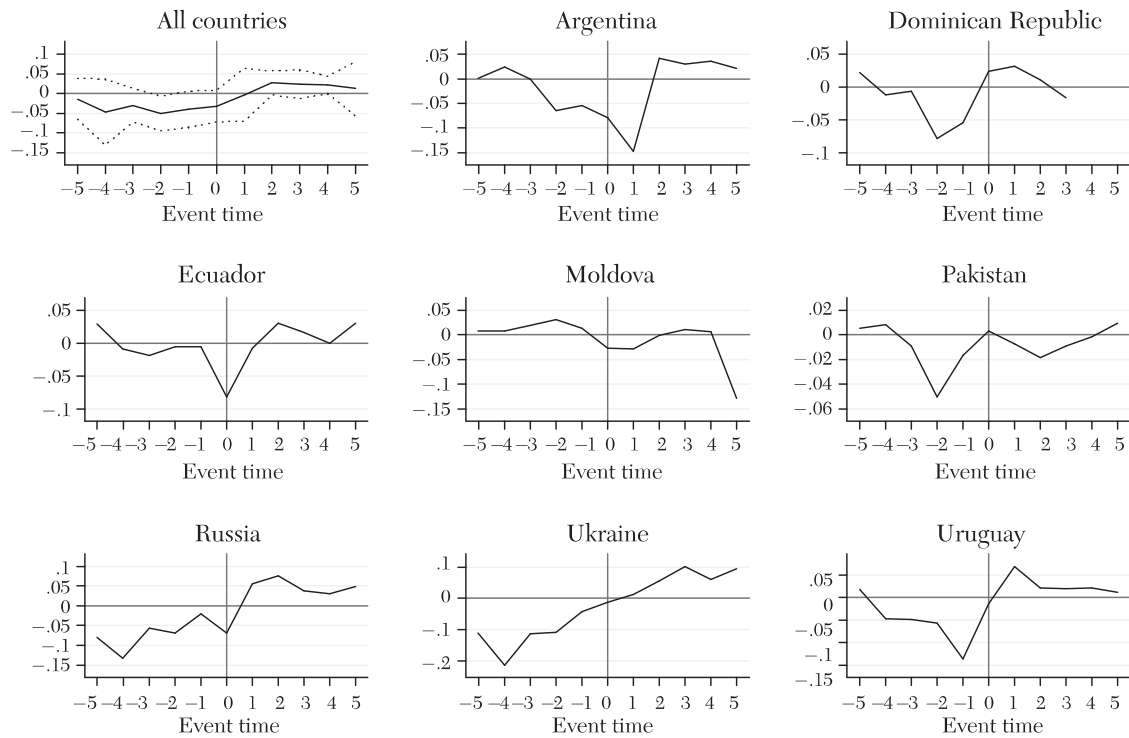 All countries
.1
.05
0
−.05
−.1
−.15
−5 −4 −3 −2 −1 0 1 2 3 4 5
Event time
Argentina
.05
0
−.05
−.1
−.15
−5 −4 −3 −2 −1 0 1 2 3 4 5
Event time
Dominican Republic
.05
0
−.05
−.1
−5 −4 −3 −2 −1 0 1 2 3 4 5
Event time
Ecuador
.05
0
−.05
−.1
−5 −4 −3 −2 −1 0 1 2 3 4 5
Event time
Moldova
.05
0
−.05
−.1
−.15
−5 −4 −3 −2 −1 0 1 2 3 4 5
Event time
Pakistan
.02
0
−.02
−.04
−.06
−5 −4 −3 −2 −1 0 1 2 3 4 5
Event time
Russia
.1
.05
0
−.05
−.1
−.15
−5 −4 −3 −2 −1 0 1 2 3 4 5
Event time
Ukraine
.1
0
−.1
−.2
−5 −4 −3 −2 −1 0 1 2 3 4 5
Event time
Uruguay
.05
0
−.05
−.1
−.15
−5 −4 −3 −2 −1 0 1 2 3 4 5
Event time